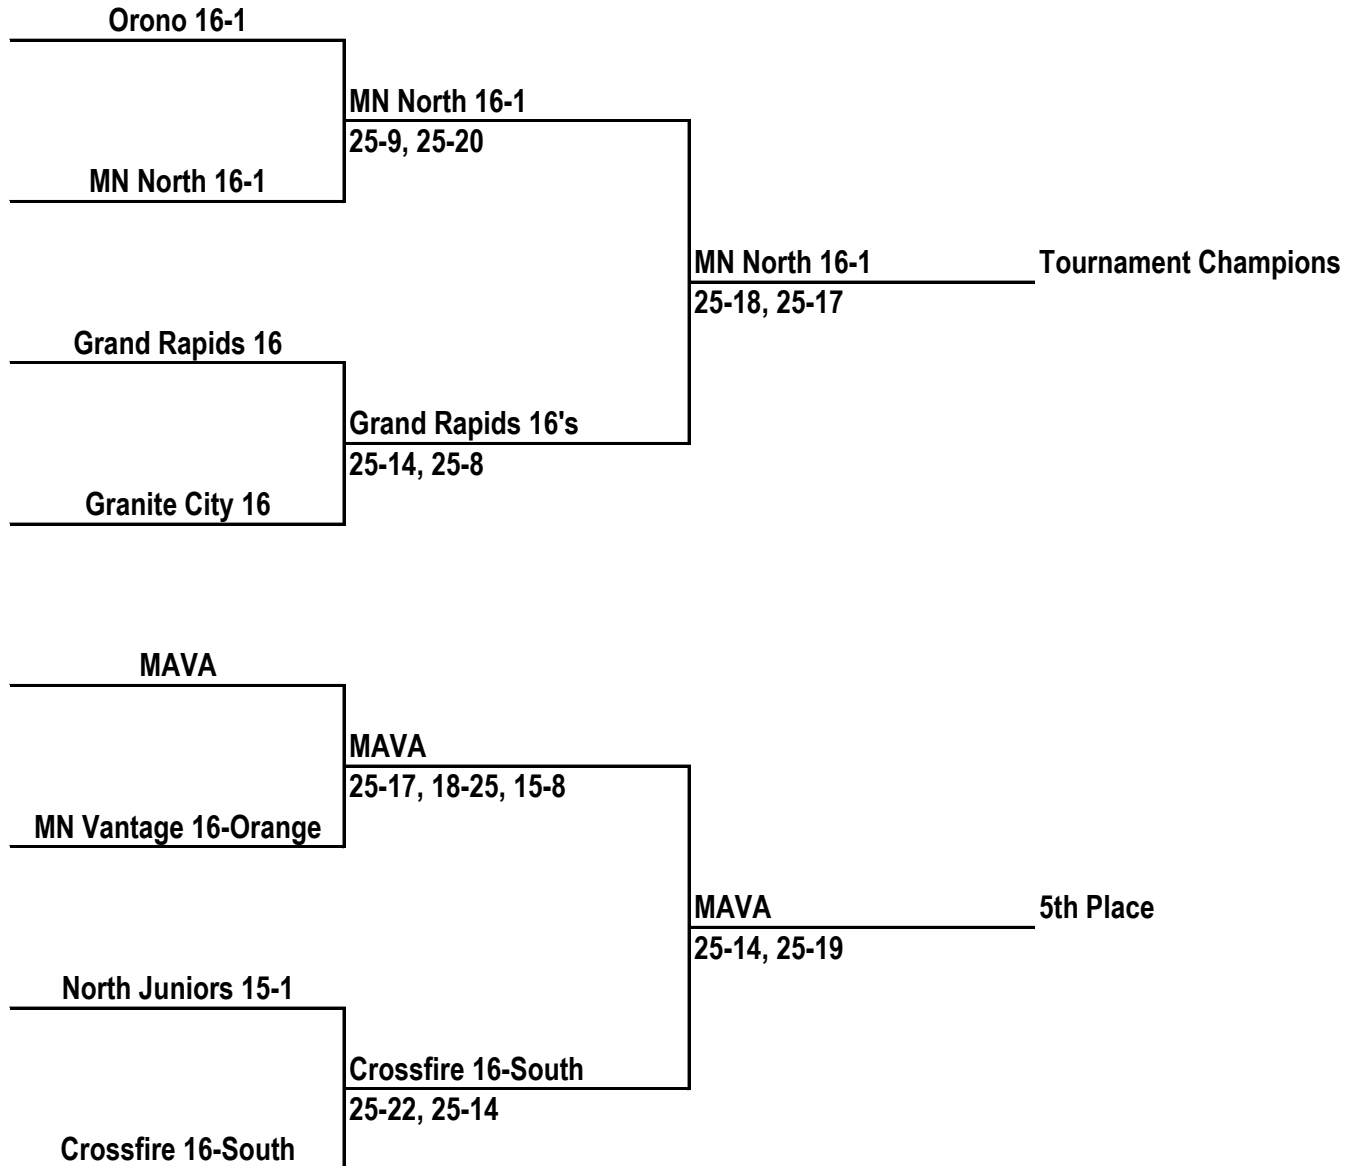 Orono 16-1
MN North 16-1
25-9, 25-20
MN North 16-1
MN North 16-1
Tournament Champions
25-18, 25-17
Grand Rapids 16
Grand Rapids 16's
25-14, 25-8
Granite City 16
MAVA
MAVA
25-17, 18-25, 15-8
MN Vantage 16-Orange
MAVA
5th Place
25-14, 25-19
North Juniors 15-1
Crossfire 16-South
25-22, 25-14
Crossfire 16-South